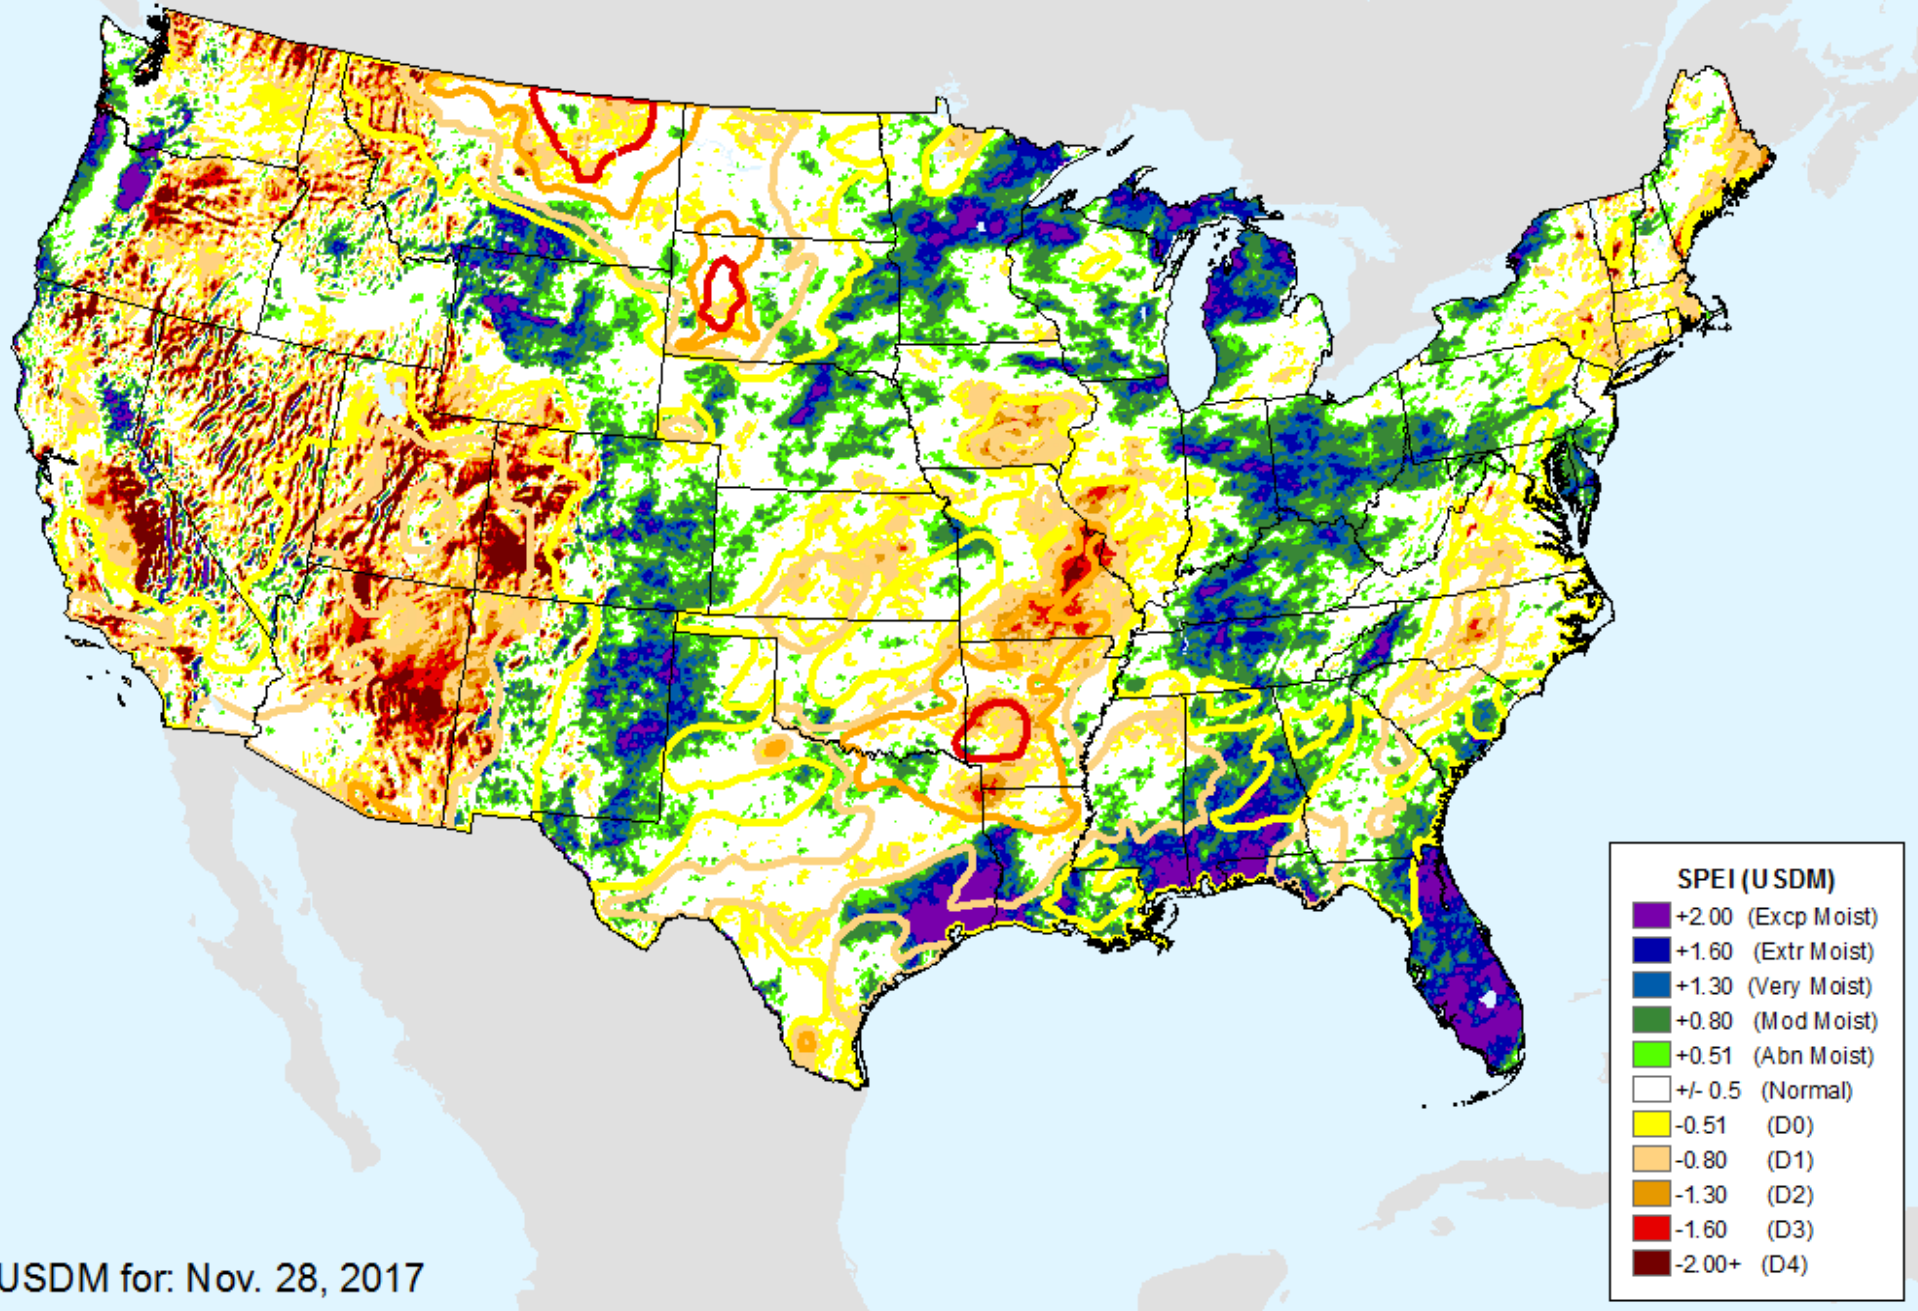 SPEI (USDM)
+2.00 (Excp Moist)
+1.60 (Extr Moist)
+1.30 (Very Moist)
+0.80 (Mod Moist)
+0.51 (Abn Moist)
+/- 0.5 (Normal)
-0.51 (D0)
-0.80 (D1)
-1.30 (D2)
-1.60 (D3)
-2.00+ (D4)
USDM for: Nov. 28, 2017